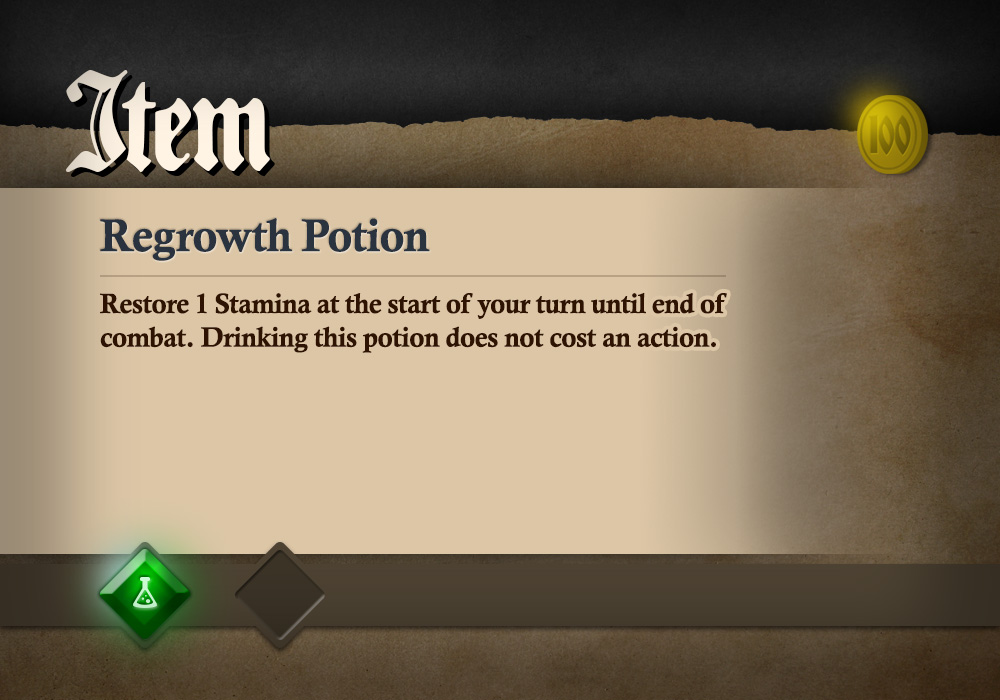 Item
100
Regrowth Potion
Restore 1 Stamina at the start of your turn until end of
combat. Drinking this potion does not cost an action.